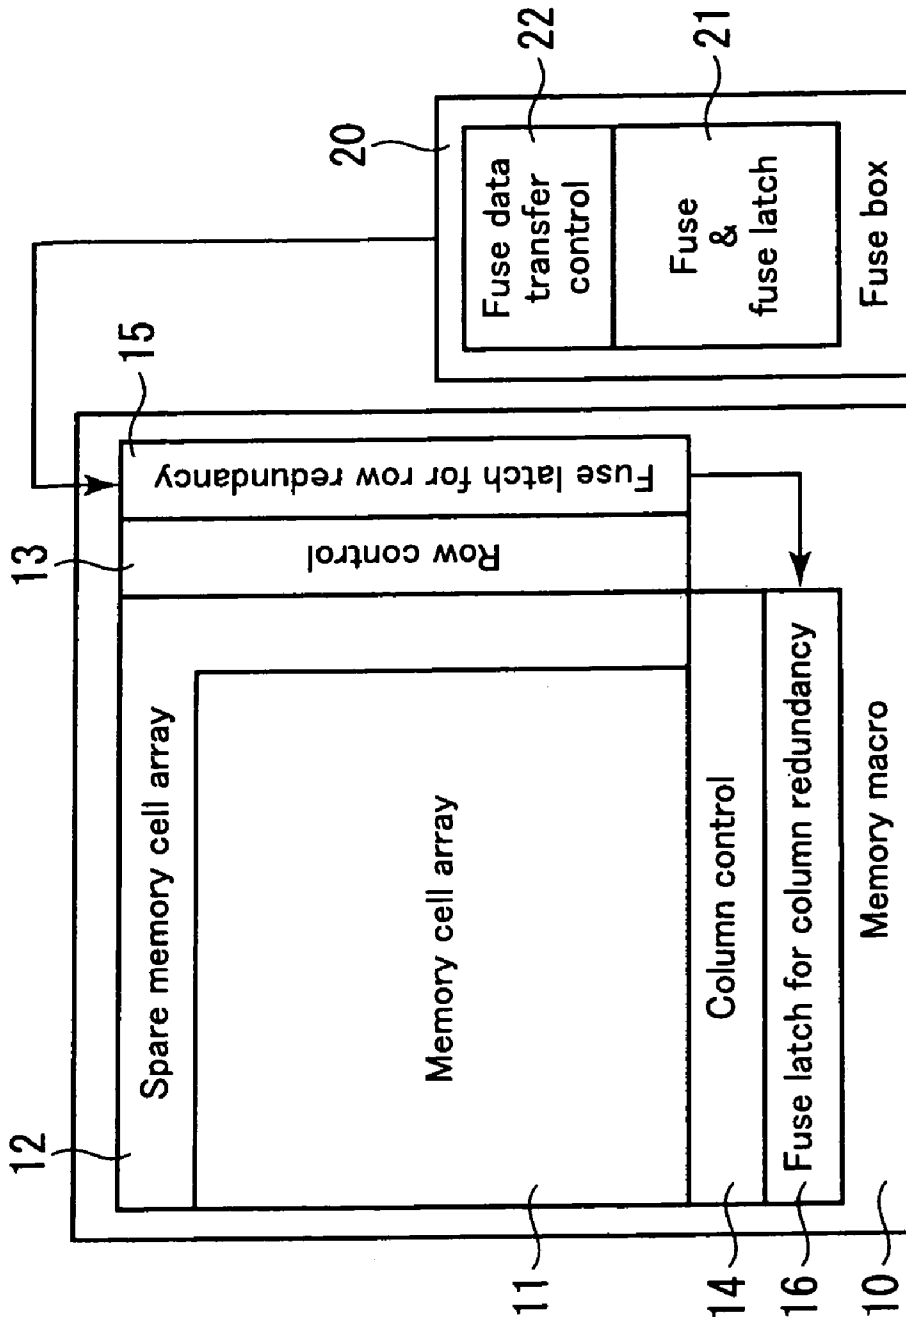 12
Spare memory cell array
13
15
11
Memory cell array
Row control
Fuse latch for row redundancy
14
Column control
16
Fuse latch for column redundancy
10
Memory macro
20
22
Fuse data
transfer
control
21
Fuse
&
fuse latch
Fuse box